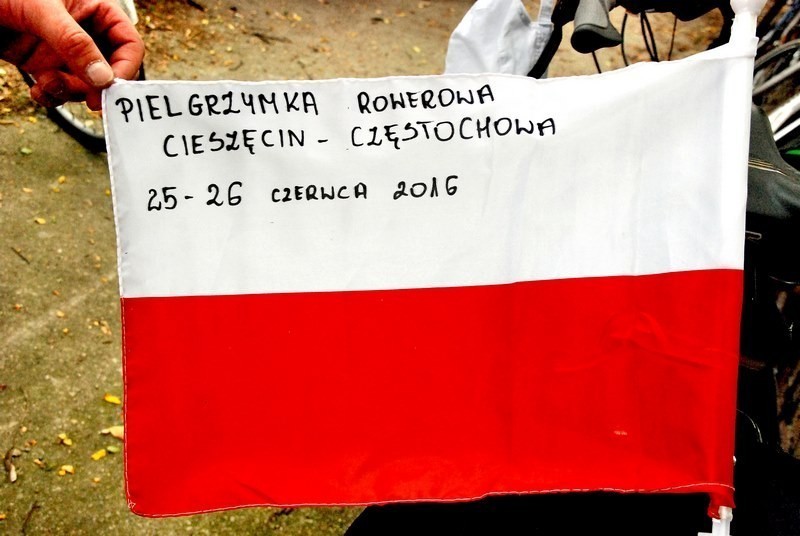 PIELGRZYMKA ROWEROWA
CIESZĘCIN - CZĘSTOCHOWA
25-26 CZERWCA 2016